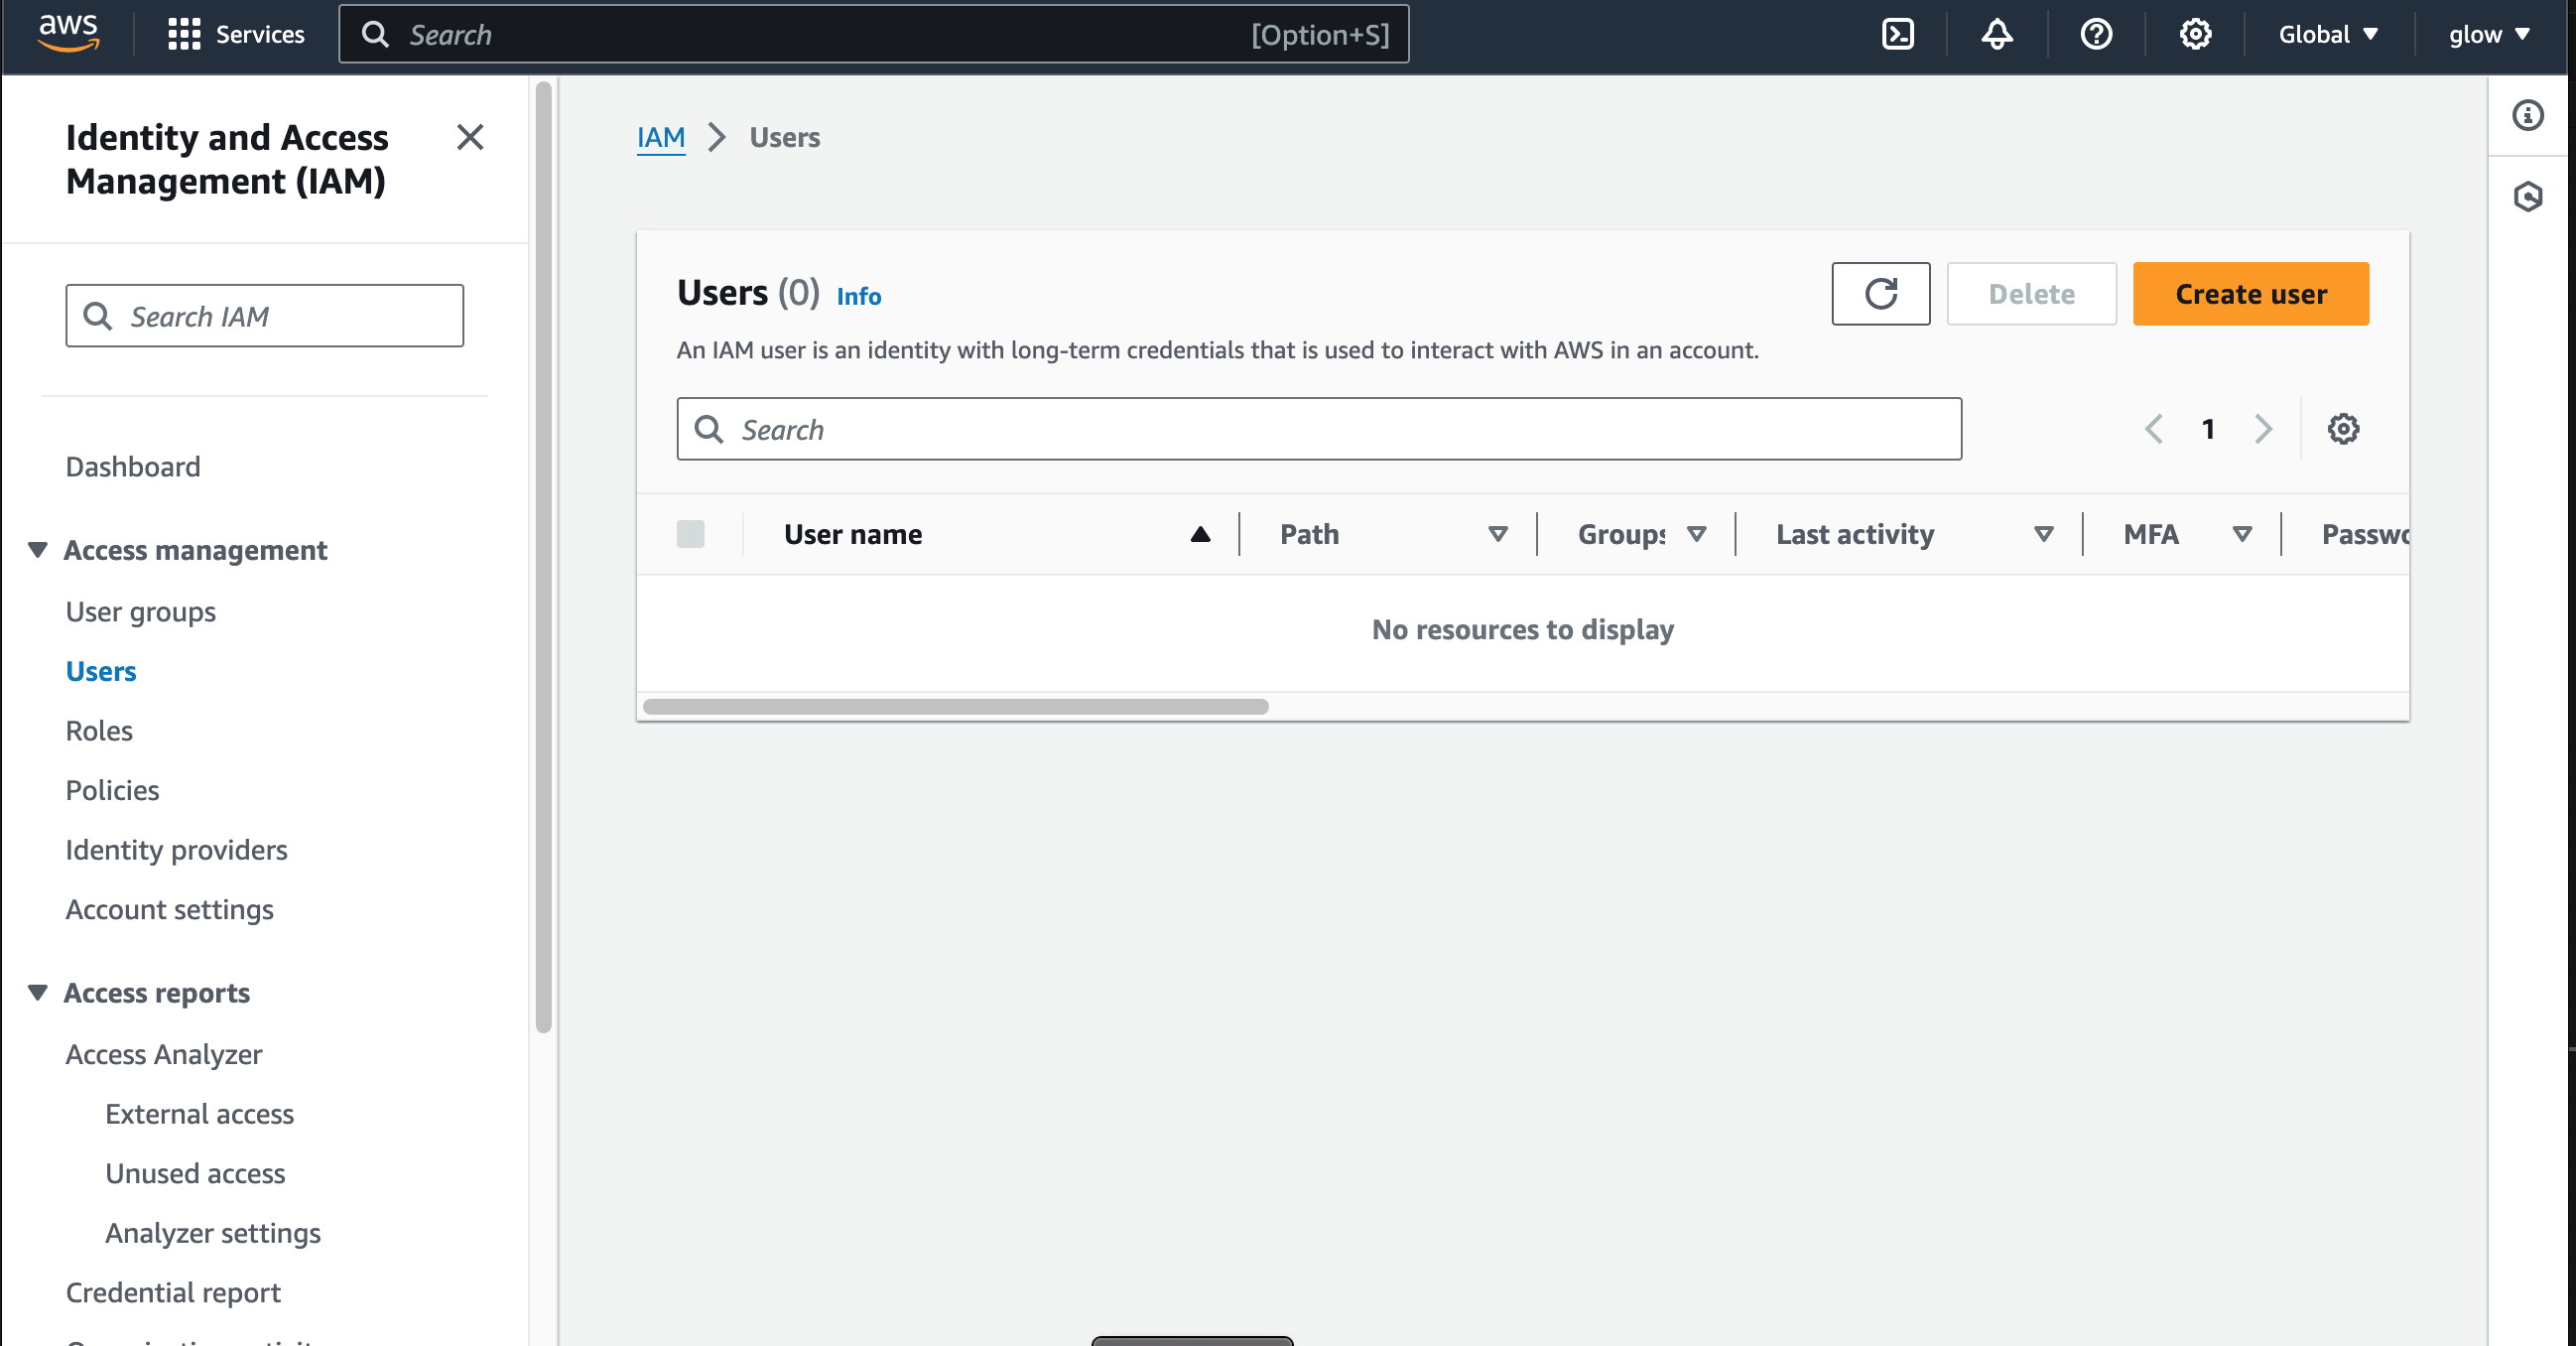 aws
Services
Search
[Option+S]
Global
glow
Identity and Access
Management (IAM)
Search IAM
Dashboard
Access management
User groups
Users
Roles
Policies
Identity providers
Account settings
Access reports
Access Analyzer
External access
Unused access
Analyzer settings
Credential report
IAM
Users
Users (0) Info
Delete
Create user
An IAM user is an identity with long-term credentials that is used to interact with AWS in an account.
Search
1
User name
Path
Groups
Last activity
MFA
Passwo
No resources to display